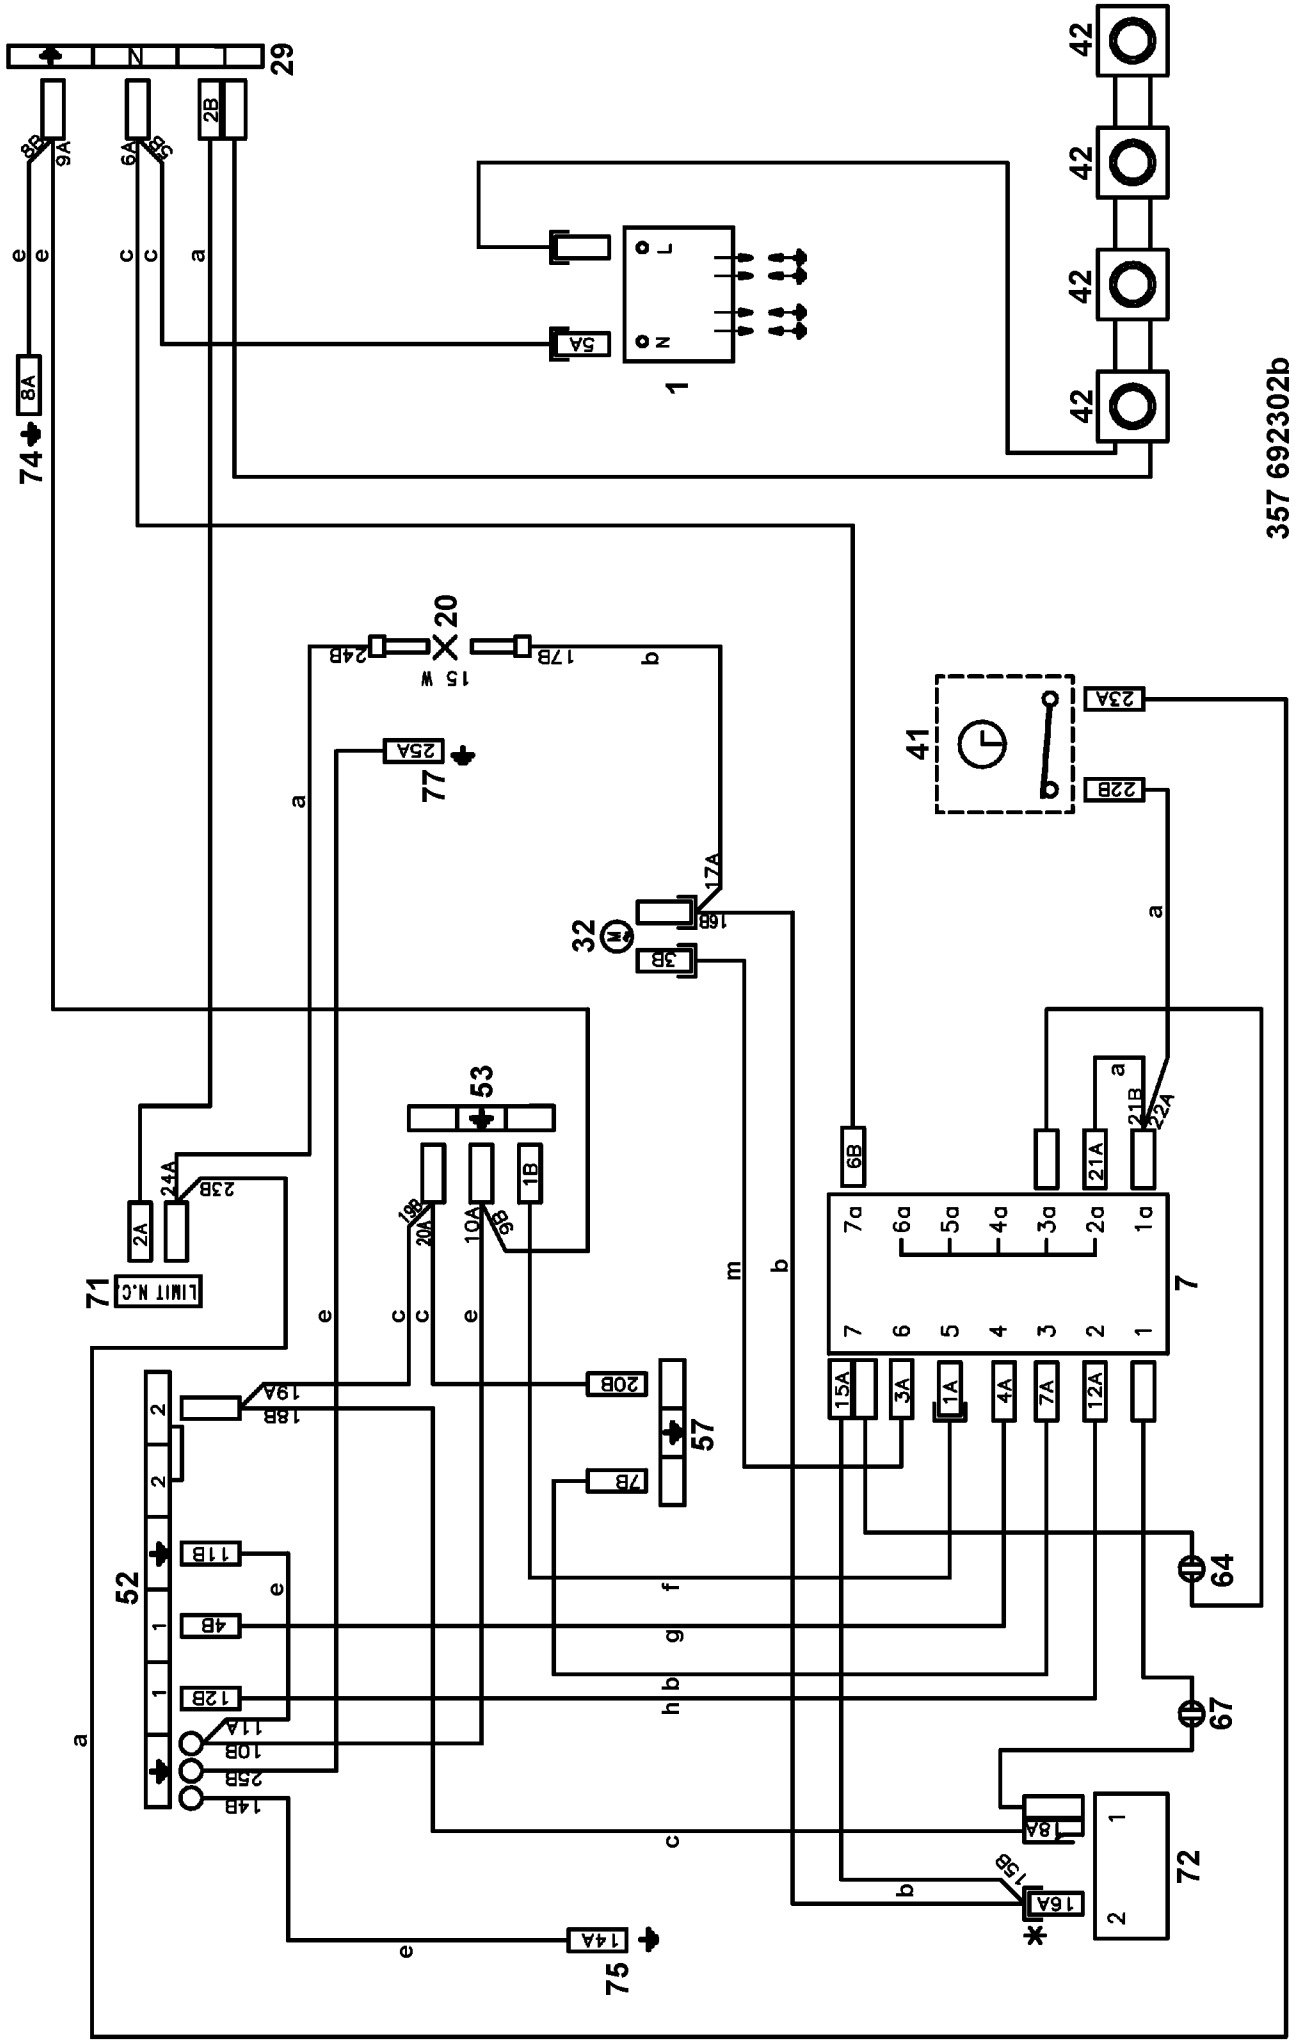 29
N
2B
8B
9A
6A
5B
e
e
c
c
a
74
8A
42
42
42
42
L
N
5A
1
357 692302b
24B
20
15 W
17B
b
a
25A
77
41
23A
22B
a
17A
16B
32
M
3B
53
71
LIMIT N.C.
2A
24A
23B
19B
20A
10A
9B
1B
e
c
c
e
m
b
6B
21A
21B
22A
a
7a
6a
5a
4a
3a
2a
1a
7
6
5
4
3
2
1
7
15A
3A
1A
4A
7A
12A
52
2
2
1
1
19A
18B
11B
4B
12B
11A
10B
25B
14B
e
20B
7B
57
f
g
b
h
a
c
b
e
64
67
14A
75
15B
16A
18A
*
2
1
72